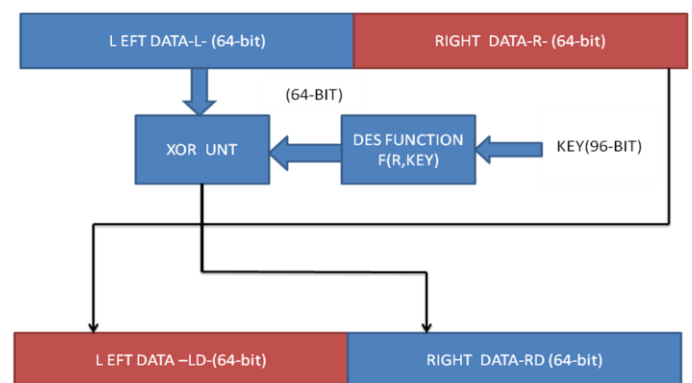 L EFT DATA-L- (64-bit)
RIGHT DATA-R- (64-bit)
(64-BIT)
XOR UNT
DES FUNCTION
F(R,KEY)
KEY(96-BIT)
L EFT DATA –LD-(64-bit)
RIGHT DATA-RD (64-bit)